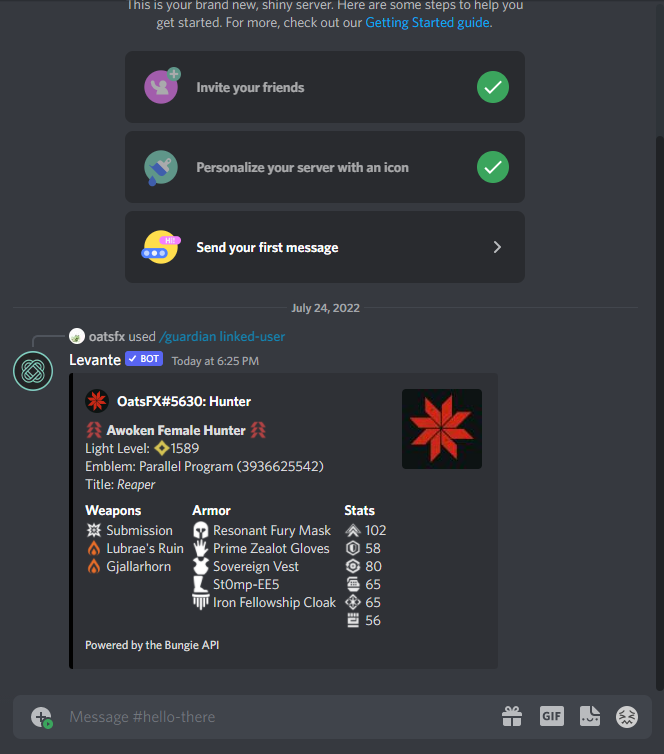 This is your brand new, shiny server. Here are some steps to help you
get started. For more, check out our Getting Started guide.
Invite your friends
Personalize your server with an icon
Hi!
Send your first message
July 24, 2022
oatsfx used /guardian linked-user
Levante ✓ BOT Today at 6:25 PM
OatsFX#5630: Hunter
Awoken Female Hunter
Light Level: 1589
Emblem: Parallel Program (3936625542)
Title: Reaper
Weapons
Submission
Lubrae's Ruin
Gjallarhorn
Armor
Resonant Fury Mask
Prime Zealot Gloves
Sovereign Vest
St0mp-EE5
Iron Fellowship Cloak
Stats
102
58
80
65
65
56
Powered by the Bungie API
Message #hello-there
GIF